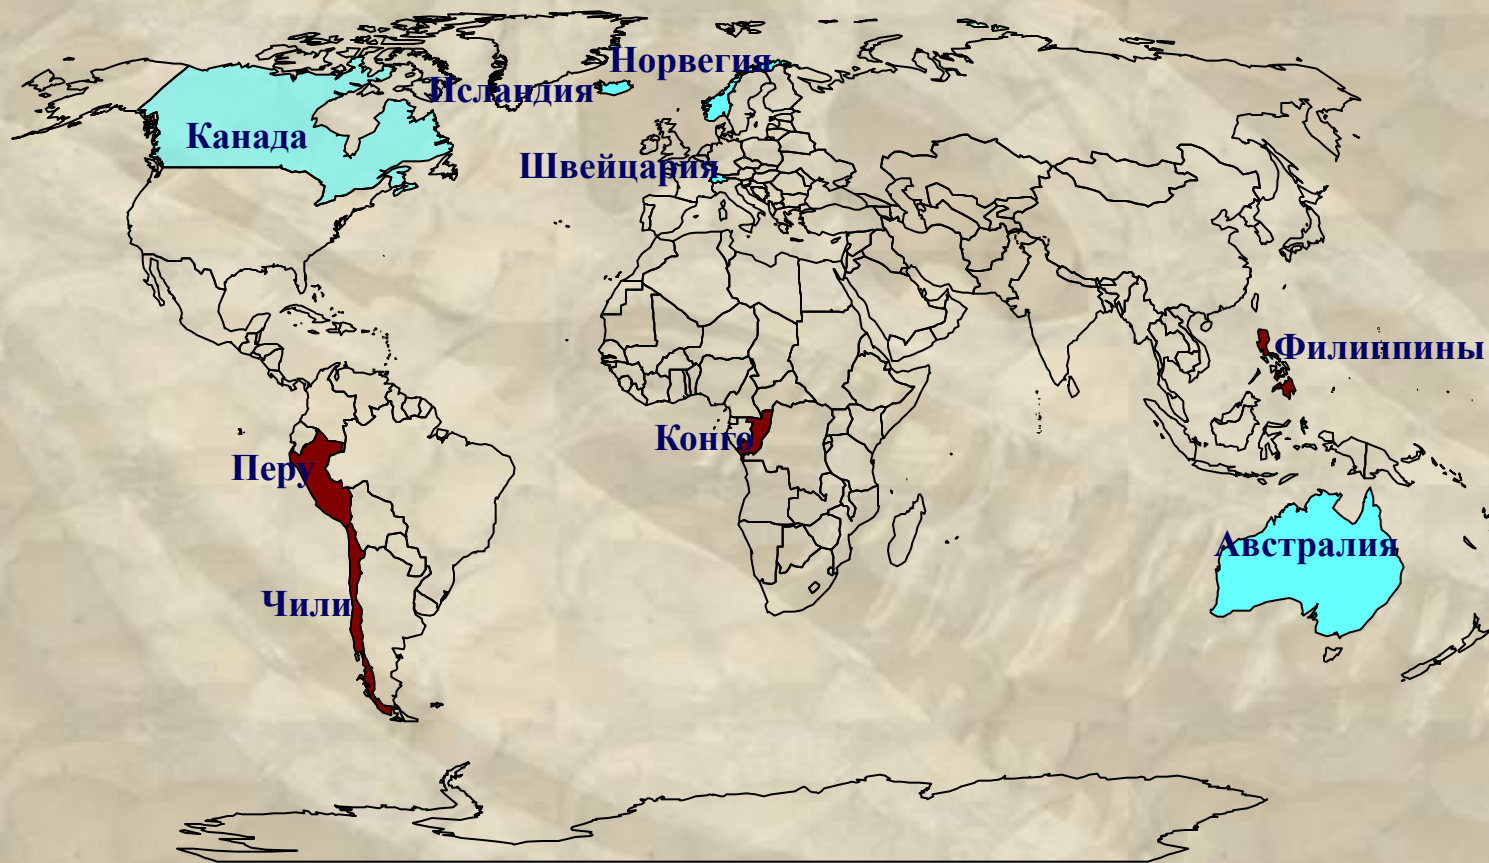 Норвегия
Исландия
Канада
Швейцария
Филиппины
Конго
Перу
Австралия
Чили